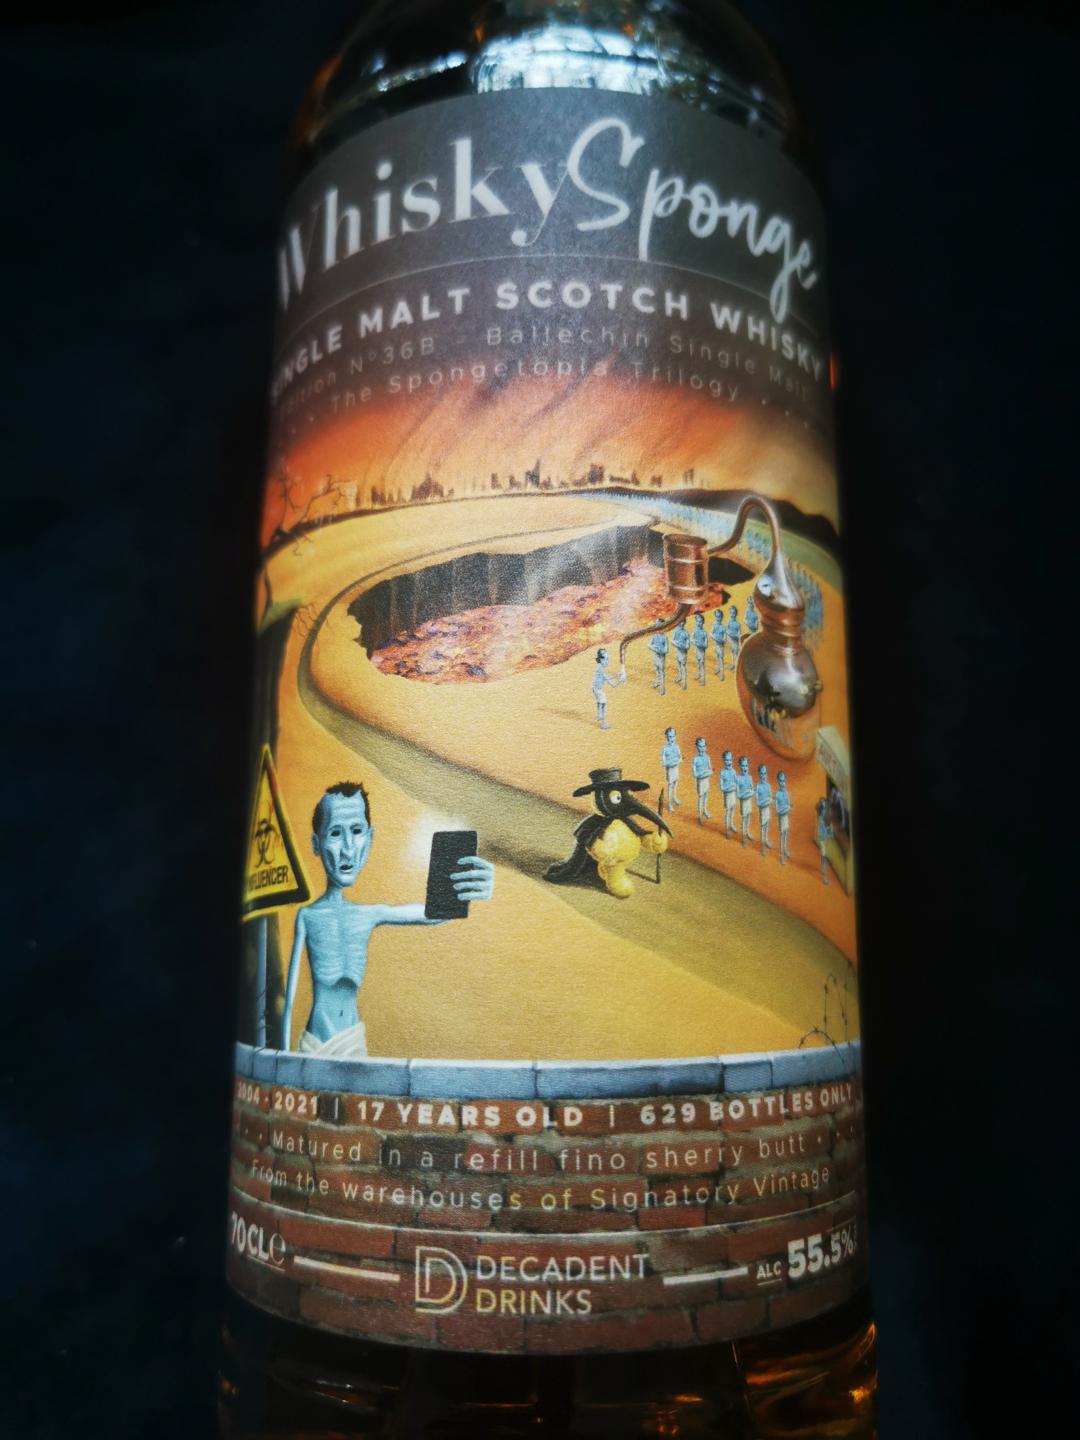 WhiskySponge
SINGLE MALT SCOTCH WHISKY
Edition Nº36B - Ballechin Single Malt
. . . The Spongetopia Trilogy . . .
INFLUENCER
2004 - 2021 | 17 YEARS OLD | 629 BOTTLES ONLY
. . . Matured in a refill fino sherry butt . . .
From the warehouses of Signatory Vintage
70CLe
DECADENT
DRINKS
ALC 55.5%